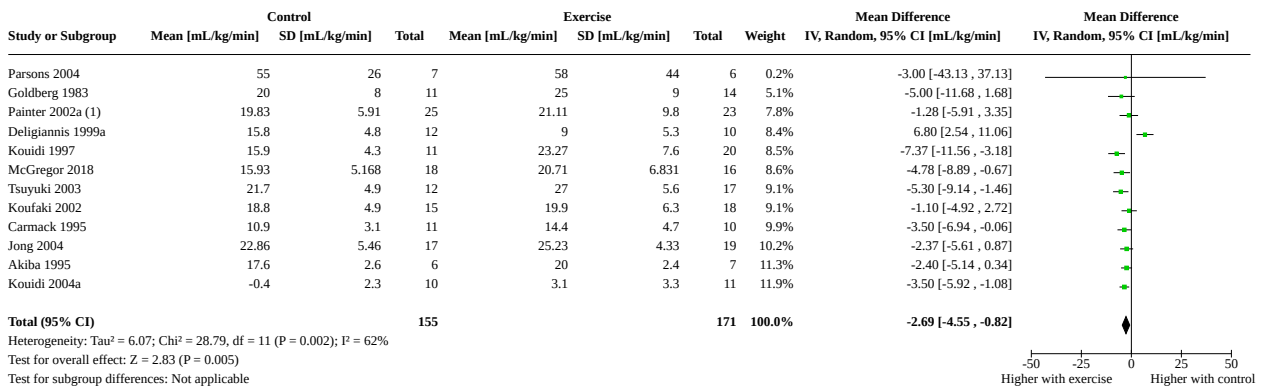 Control Exercise Mean Difference Mean Difference
Study or Subgroup Mean [mL/kg/min] SD [mL/kg/min] Total Mean [mL/kg/min] SD [mL/kg/min] Total Weight IV, Random, 95% CI [mL/kg/min] IV, Random, 95% CI [mL/kg/min]
Parsons 2004 55 26 7 58 44 6 0.2% -3.00 [-43.13 , 37.13]
Goldberg 1983 20 8 11 25 9 14 5.1% -5.00 [-11.68 , 1.68]
Painter 2002a (1) 19.83 5.91 25 21.11 9.8 23 7.8% -1.28 [-5.91 , 3.35]
Deligiannis 1999a 15.8 4.8 12 9 5.3 10 8.4% 6.80 [2.54 , 11.06]
Kouidi 1997 15.9 4.3 11 23.27 7.6 20 8.5% -7.37 [-11.56 , -3.18]
McGregor 2018 15.93 5.168 18 20.71 6.831 16 8.6% -4.78 [-8.89 , -0.67]
Tsuyuki 2003 21.7 4.9 12 27 5.6 17 9.1% -5.30 [-9.14 , -1.46]
Koufaki 2002 18.8 4.9 15 19.9 6.3 18 9.1% -1.10 [-4.92 , 2.72]
Carmack 1995 10.9 3.1 11 14.4 4.7 10 9.9% -3.50 [-6.94 , -0.06]
Jong 2004 22.86 5.46 17 25.23 4.33 19 10.2% -2.37 [-5.61 , 0.87]
Akiba 1995 17.6 2.6 6 20 2.4 7 11.3% -2.40 [-5.14 , 0.34]
Kouidi 2004a -0.4 2.3 10 3.1 3.3 11 11.9% -3.50 [-5.92 , -1.08]
Total (95% CI) 155 171 100.0% -2.69 [-4.55 , -0.82]
Heterogeneity: Tau² = 6.07; Chi² = 28.79, df = 11 (P = 0.002); I² = 62%
Test for overall effect: Z = 2.83 (P = 0.005) -50 -25 0 25 50
Test for subgroup differences: Not applicable Higher with exercise Higher with control